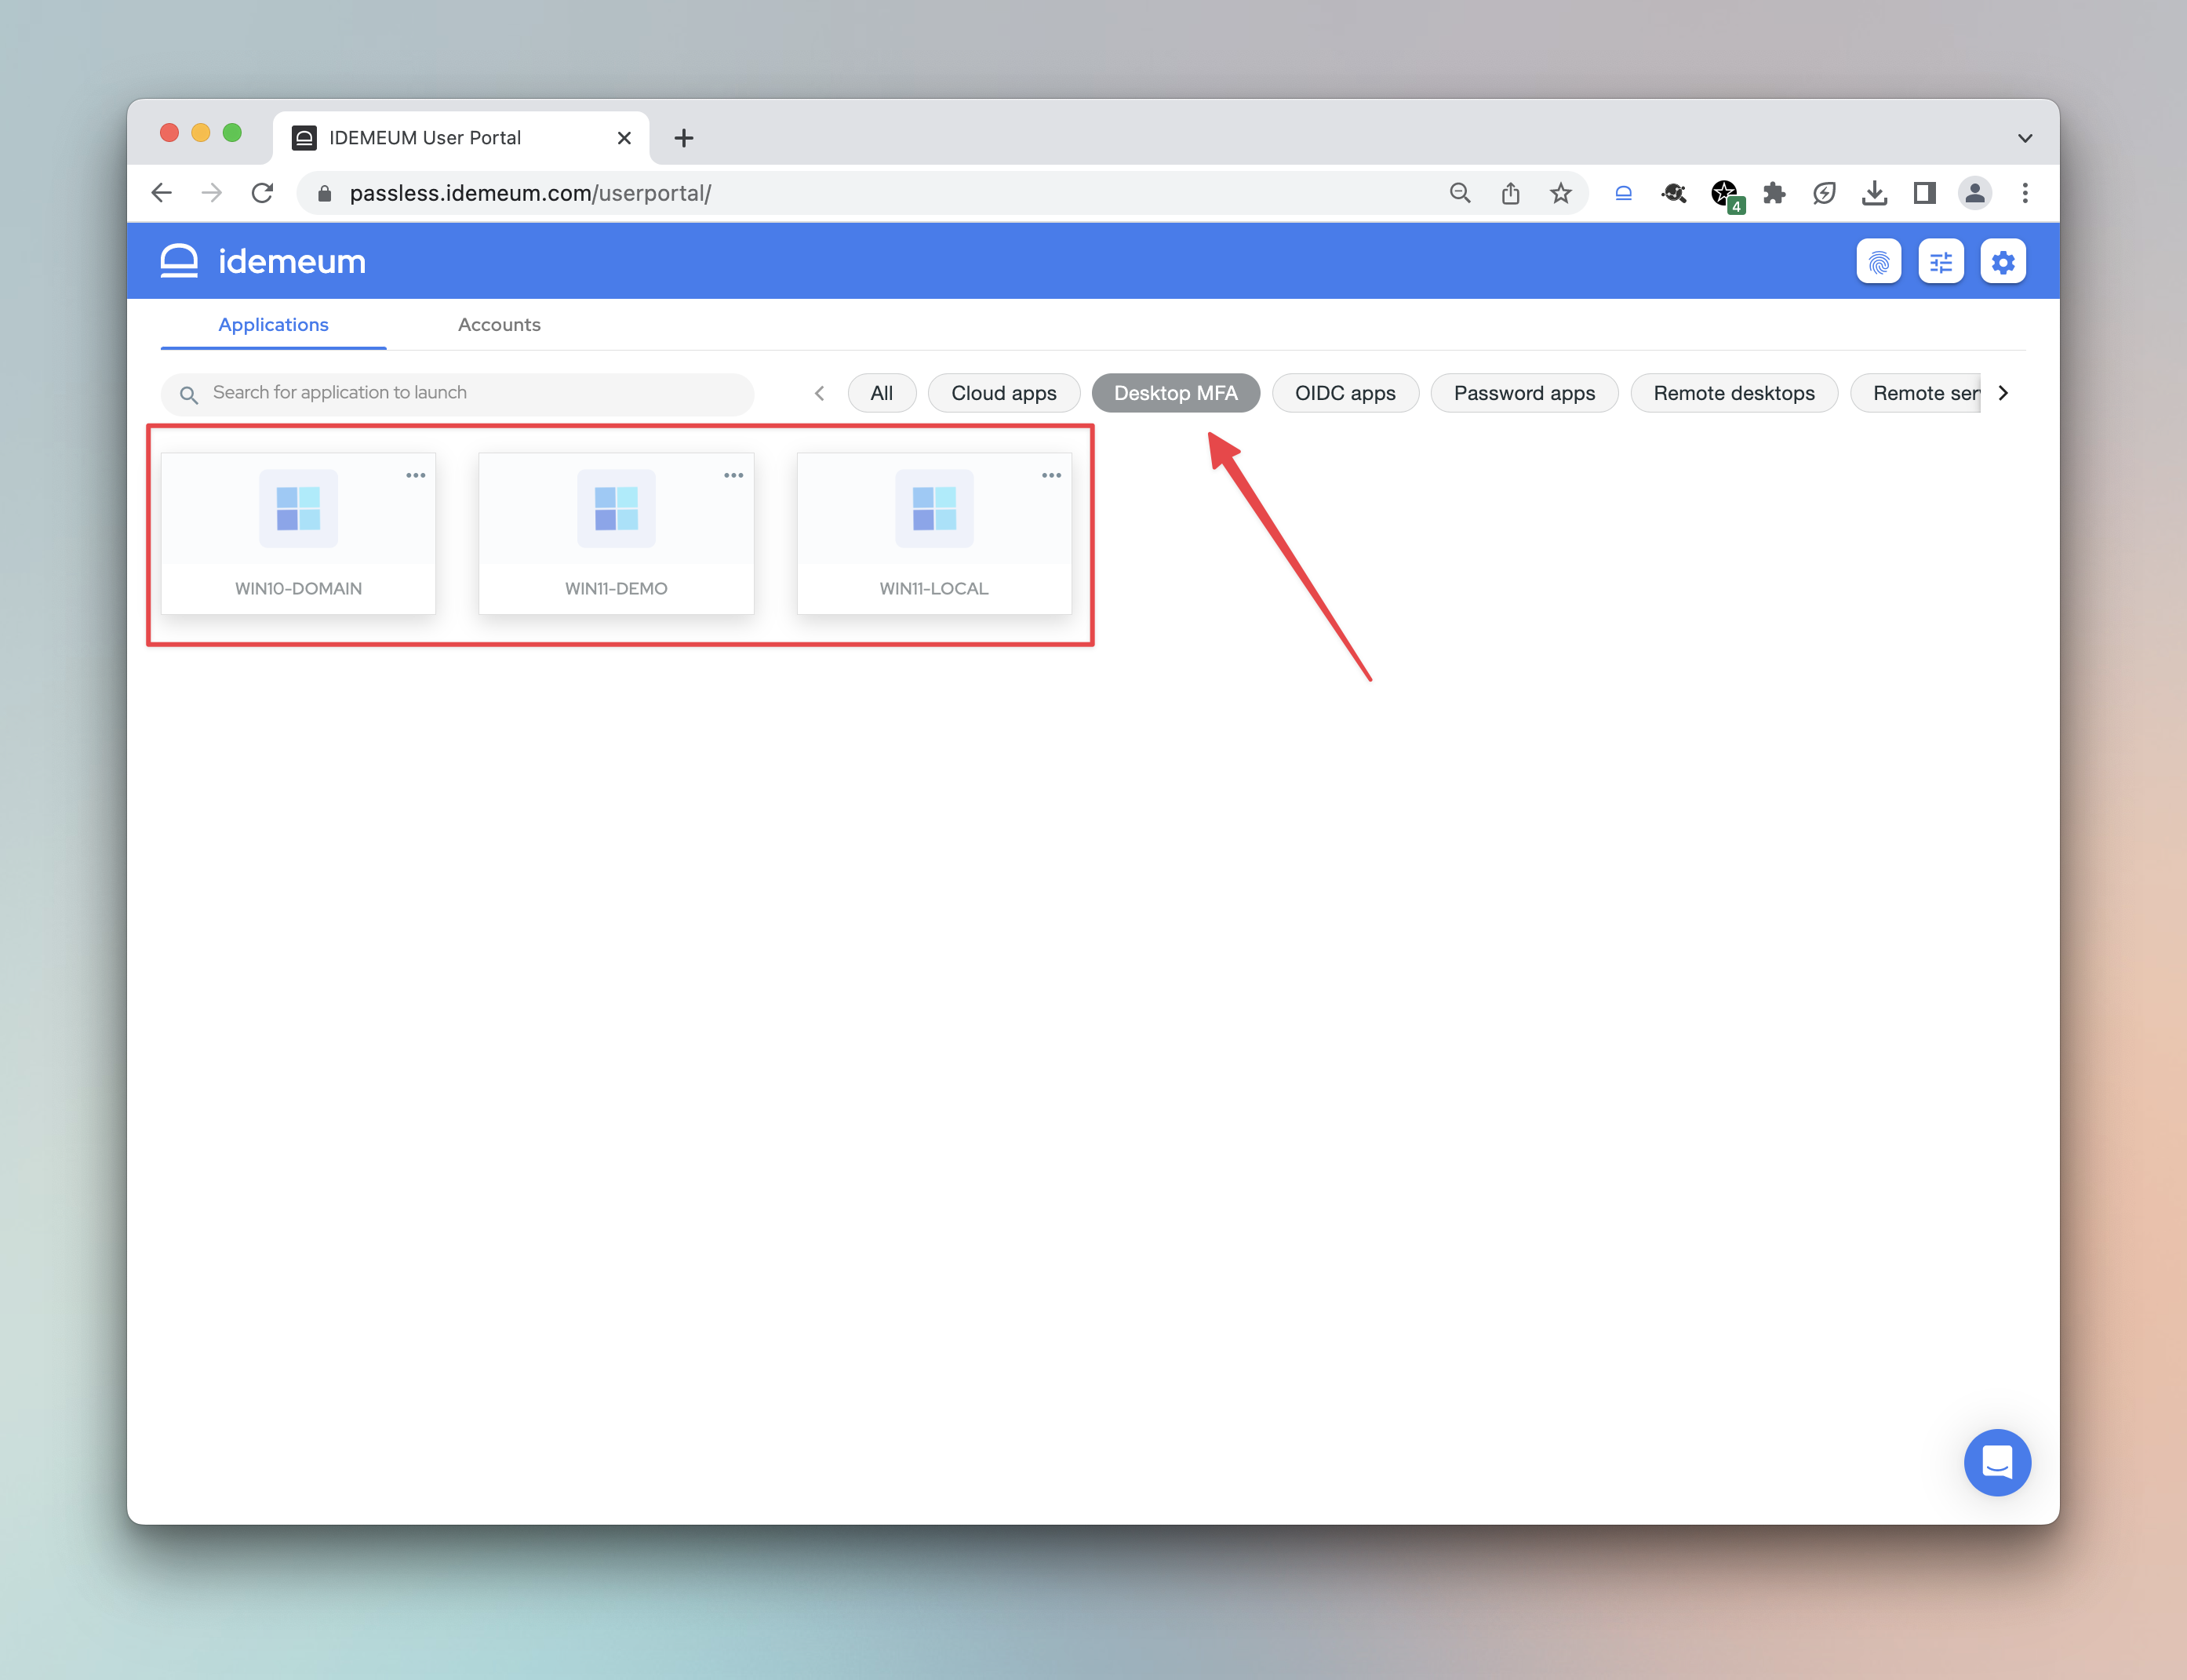 IDEMEUM User Portal
passless.idemeum.com/userportal/
4
idemeum
Applications Accounts
Search for application to launch All Cloud apps Desktop MFA OIDC apps Password apps Remote desktops Remote ser
WIN10-DOMAIN WIN11-DEMO WIN11-LOCAL